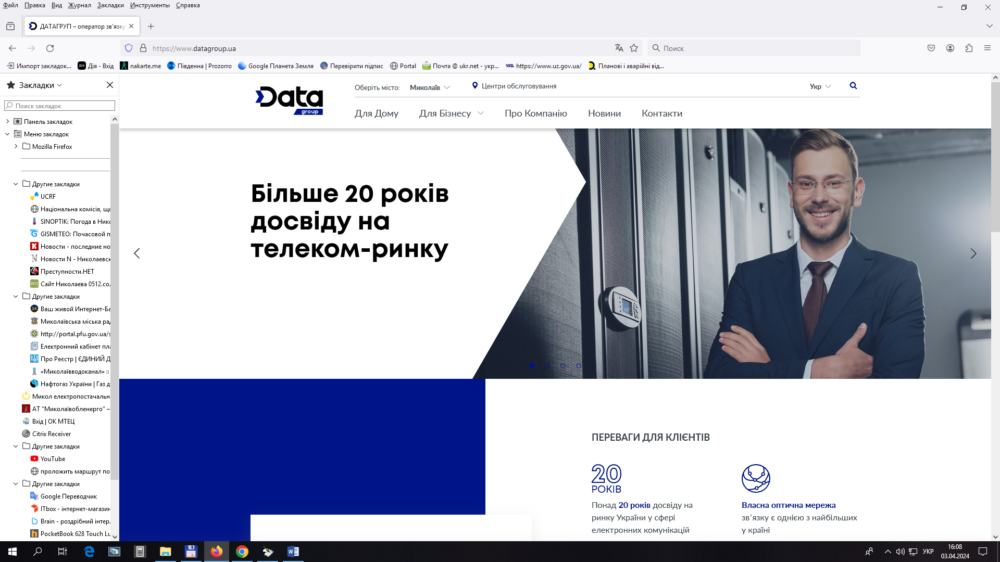 Файл Правка Вид Журнал Закладки Инструменты Справка
ДАТАГРУП – оператор зв'язку
https://www.datagroup.ua
Поиск
Импорт закладок... Дія - Вхід nakarte.me Південна | Prozorro Google Планета Земля Перевірити підпис Portal Почта @ ukr.net - укр... https://www.uz.gov.ua/ Планові і аварійні від...
Закладки
Поиск закладок
Панель закладок
Меню закладок
Mozilla Firefox
Другие закладки
UCRF
Національна комісія, що
SINOPTIK: Погода в Нико
GISMETEO: Почасовой п
Новости - последние но
Новости N - Николаевск
Преступности.НЕТ
Сайт Николаева 0512.co.
Другие закладки
Ваш живой Интернет-Ба
Миколаївська міська рад
http://portal.pfu.gov.ua/s
Електронний кабінет пла
Про Реєстр | ЄДИНИЙ Д
«Миколаївводоканал» ::
Нафтогаз України | Газ д
Микол електропостачальн
АТ "Миколаївобленерго" –
Вхід | ОК МТЕЦ
Citrix Receiver
Другие закладки
YouTube
проложить маршрут по
Другие закладки
Google Переводчик
ITbox - інтернет-магазин
Brain - роздрібний інтер.
PocketBook 628 Touch Lu
Data
group
Оберіть місто: Миколаїв Центри обслуговування Укр
Для Дому Для Бізнесу Про Компанію Новини Контакти
Більше 20 років
досвіду на
телеком-ринку
ПЕРЕВАГИ ДЛЯ КЛІЄНТІВ
20
РОКІВ
Понад 20 років досвіду на
ринку України у сфері
електронних комунікацій
Власна оптична мережа
зв’язку є однією з найбільших
у країні
УКР
16:08
03.04.2024